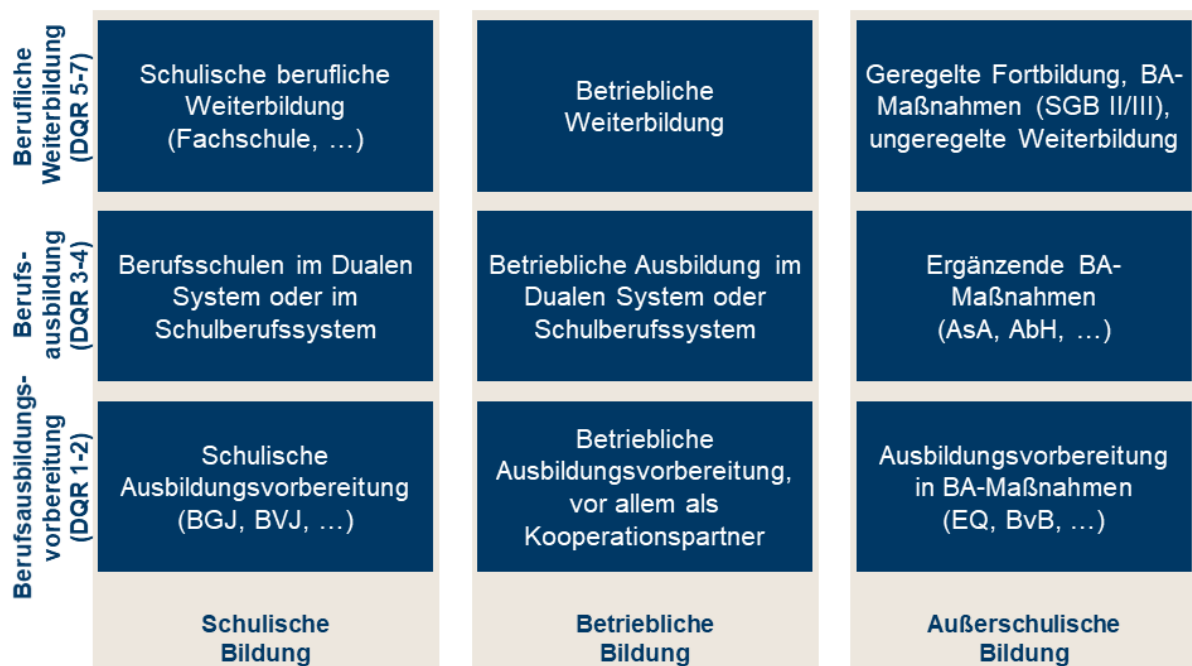 Berufliche
Weiterbildung
(DQR 5-7)
Schulische berufliche
Weiterbildung
(Fachschule, …)
Betriebliche
Weiterbildung
Geregelte Fortbildung, BA-
Maßnahmen (SGB II/III),
ungeregelte Weiterbildung
Berufs-
ausbildung
(DQR 3-4)
Berufsschulen im Dualen
System oder im
Schulberufssystem
Betriebliche Ausbildung im
Dualen System oder
Schulberufssystem
Ergänzende BA-
Maßnahmen
(AsA, AbH, …)
Berufsausbildungs-
vorbereitung
(DQR 1-2)
Schulische
Ausbildungsvorbereitung
(BGJ, BVJ, …)
Betriebliche
Ausbildungsvorbereitung,
vor allem als
Kooperationspartner
Ausbildungsvorbereitung
in BA-Maßnahmen
(EQ, BvB, …)
Schulische
Bildung
Betriebliche
Bildung
Außerschulische
Bildung